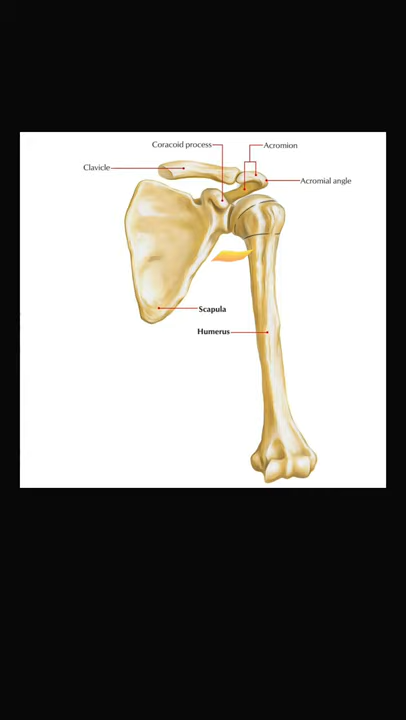 Coracoid process
Acromion
Clavicle
Acromial angle
Scapula
Humerus